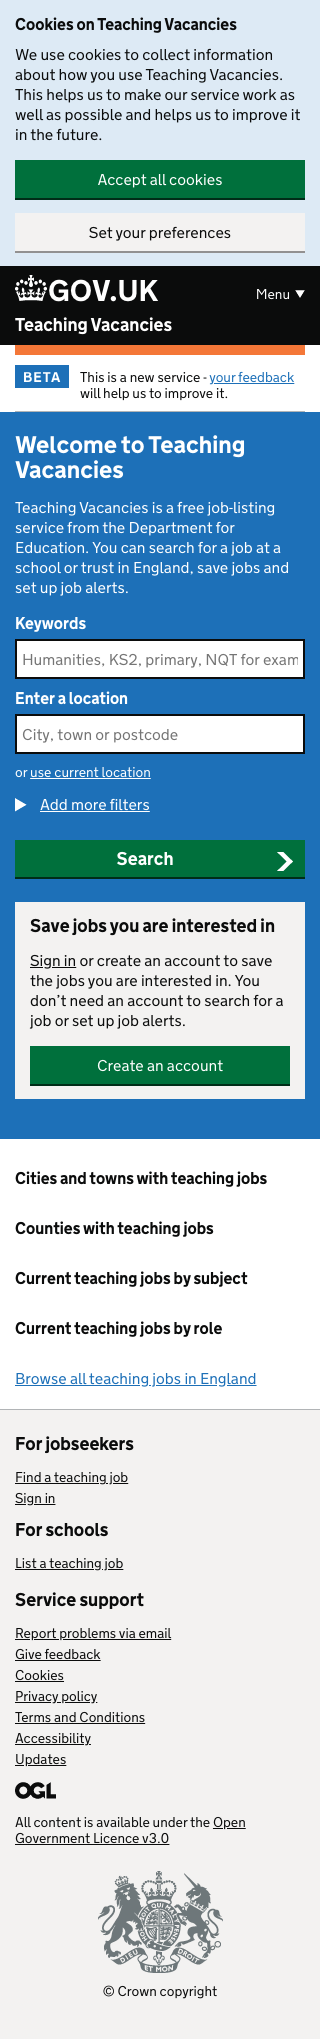 Cookies on Teaching Vacancies
We use cookies to collect information
about how you use Teaching Vacancies.
This helps us to make our service work as
well as possible and helps us to improve it
in the future.
Accept all cookies
Set your preferences
GOV.UK
Menu ▼
Teaching Vacancies
BETA
This is a new service - your feedback
will help us to improve it.
Welcome to Teaching
Vacancies
Teaching Vacancies is a free job-listing
service from the Department for
Education. You can search for a job at a
school or trust in England, save jobs and
set up job alerts.
Keywords
Humanities, KS2, primary, NQT for exam
Enter a location
City, town or postcode
or use current location
Add more filters
Search
Save jobs you are interested in
Sign in or create an account to save
the jobs you are interested in. You
don’t need an account to search for a
job or set up job alerts.
Create an account
Cities and towns with teaching jobs
Counties with teaching jobs
Current teaching jobs by subject
Current teaching jobs by role
Browse all teaching jobs in England
For jobseekers
Find a teaching job
Sign in
For schools
List a teaching job
Service support
Report problems via email
Give feedback
Cookies
Privacy policy
Terms and Conditions
Accessibility
Updates
OGL
All content is available under the Open
Government Licence v3.0
DIEU ET MON DROIT
© Crown copyright